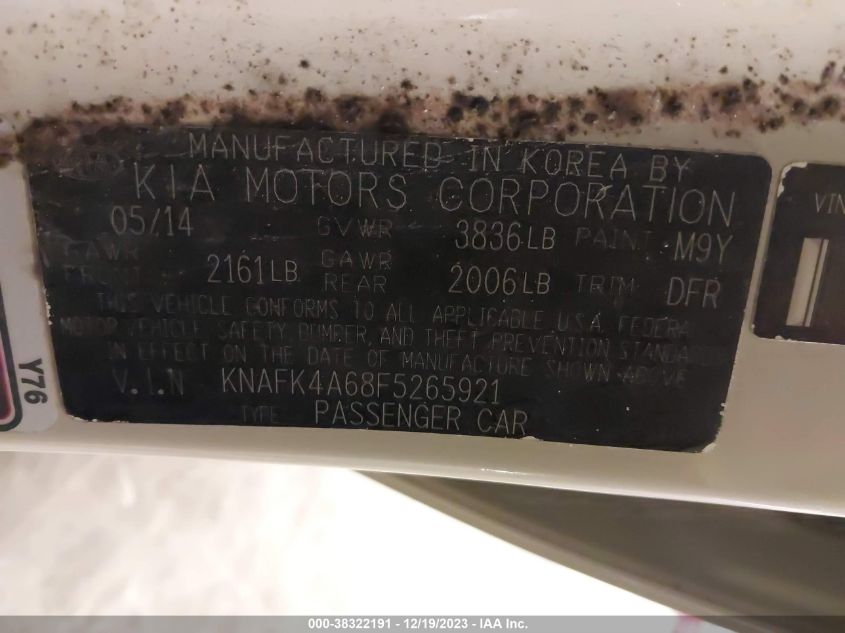 MANUFACTURED IN KOREA BY
KIA MOTORS CORPORATION
05/14 GVWR 3836LB PAINT M9Y
GAWR FRONT 2161LB GAWR REAR 2006LB TRIM DFR
THIS VEHICLE CONFORMS TO ALL APPLICABLE U.S.A. FEDERAL
MOTOR VEHICLE SAFETY, BUMPER, AND THEFT PREVENTION STANDA
IN EFFECT ON THE DATE OF MANUFACTURE SHOWN ABOVE.
V.I.N KNAFK4A68F5265921
TYPE PASSENGER CAR
Y76
VIN
000-38322191 - 12/19/2023 - IAA Inc.